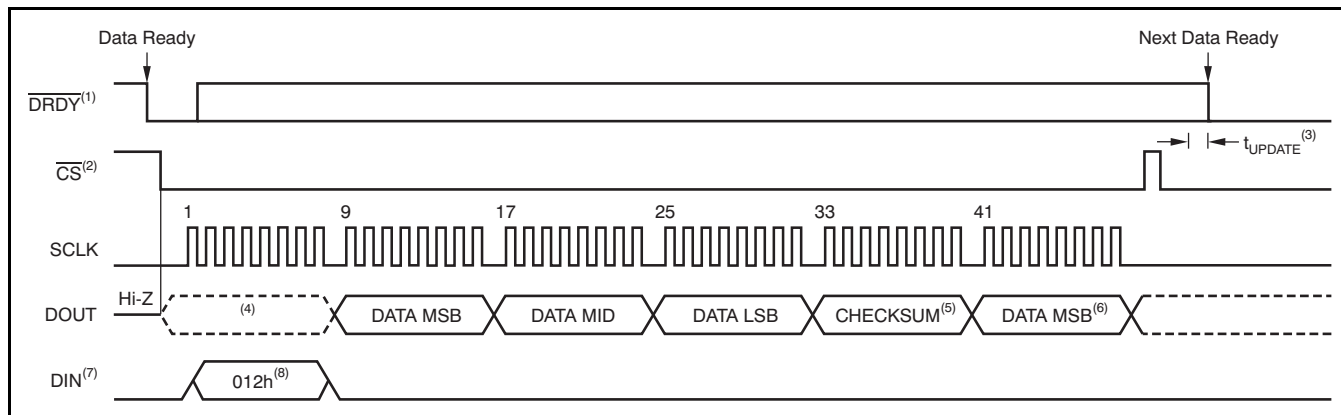 Data Ready
Next Data Ready
DRDY(1)
tUPDATE(3)
CS(2)
1 9 17 25 33 41
SCLK
Hi-Z
DOUT (4) DATA MSB DATA MID DATA LSB CHECKSUM(5) DATA MSB(6)
DIN(7) 012h(8)